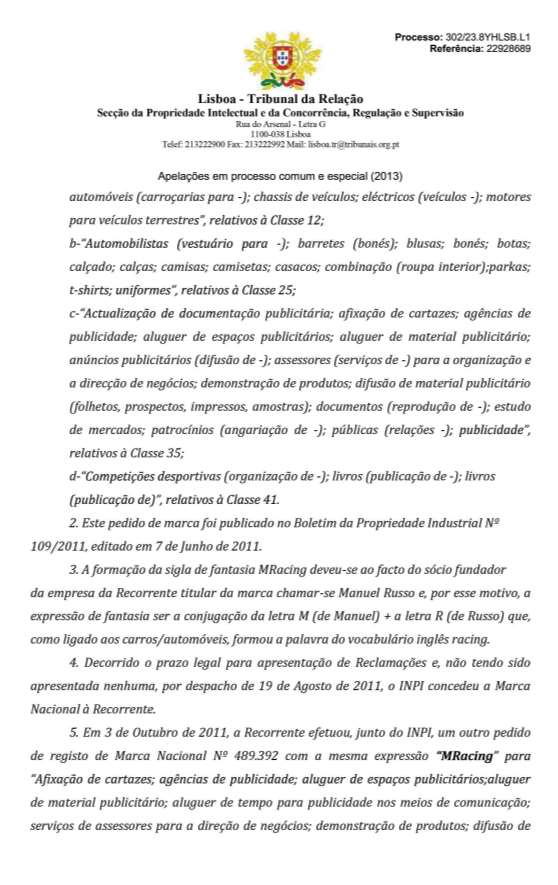 Processo: 302/23.8YHLSB.L1
Referência: 22928689
Lisboa - Tribunal da Relação
Secção da Propriedade Intelectual e da Concorrência, Regulação e Supervisão
Rua do Arsenal - Letra G
1100-038 Lisboa
Telef: 213222900 Fax: 213222992 Mail: lisboa.tr@tribunais.org.pt
Apelações em processo comum e especial (2013)
automóveis (carroçarias para -); chassis de veículos; eléctricos (veículos -); motores
para veículos terrestres”, relativos à Classe 12;
b-“Automobilistas (vestuário para -); barretes (bonés); blusas; bonés; botas;
calçado; calças; camisas; camisetas; casacos; combinação (roupa interior);parkas;
t-shirts; uniformes”, relativos à Classe 25;
c-“Actualização de documentação publicitária; afixação de cartazes; agências de
publicidade; aluguer de espaços publicitários; aluguer de material publicitário;
anúncios publicitários (difusão de -); assessores (serviços de -) para a organização e
a direcção de negócios; demonstração de produtos; difusão de material publicitário
(folhetos, prospectos, impressos, amostras); documentos (reprodução de -); estudo
de mercados; patrocínios (angariação de -); públicas (relações -); publicidade”,
relativos à Classe 35;
d-“Competições desportivas (organização de -); livros (publicação de -); livros
(publicação de)”, relativos à Classe 41.
2. Este pedido de marca foi publicado no Boletim da Propriedade Industrial Nº
109/2011, editado em 7 de Junho de 2011.
3. A formação da sigla de fantasia MRacing deveu-se ao facto do sócio fundador
da empresa da Recorrente titular da marca chamar-se Manuel Russo e, por esse motivo, a
expressão de fantasia ser a conjugação da letra M (de Manuel) + a letra R (de Russo) que,
como ligado aos carros/automóveis, formou a palavra do vocabulário inglês racing.
4. Decorrido o prazo legal para apresentação de Reclamações e, não tendo sido
apresentada nenhuma, por despacho de 19 de Agosto de 2011, o INPI concedeu a Marca
Nacional à Recorrente.
5. Em 3 de Outubro de 2011, a Recorrente efetuou, junto do INPI, um outro pedido
de registo de Marca Nacional Nº 489.392 com a mesma expressão “MRacing” para
“Afixação de cartazes; agências de publicidade; aluguer de espaços publicitários;aluguer
de material publicitário; aluguer de tempo para publicidade nos meios de comunicação;
serviços de assessores para a direção de negócios; demonstração de produtos; difusão de